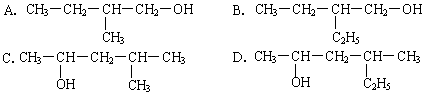 A. CH₃—CH₂—CH—CH₂—OH
CH₃
B. CH₃—CH₂—CH—CH₂—OH
C₂H₅
C. CH₃—CH—CH₂—CH—CH₃
OH CH₃
D. CH₃—CH—CH₂—CH—CH₃
OH C₂H₅